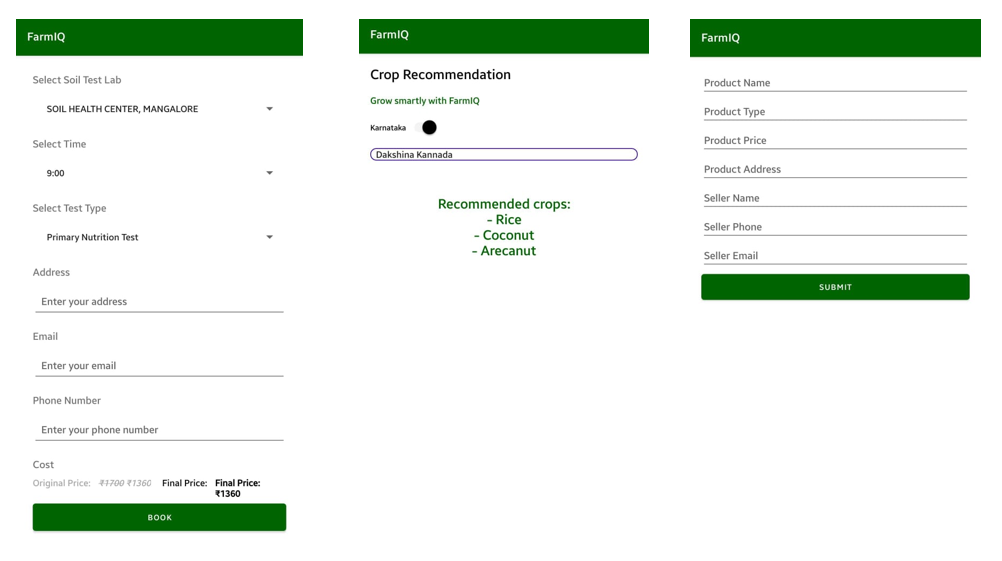 FarmIQ
Select Soil Test Lab
SOIL HEALTH CENTER, MANGALORE
Select Time
9:00
Select Test Type
Primary Nutrition Test
Address
Enter your address
Email
Enter your email
Phone Number
Enter your phone number
Cost
Original Price: ₹1700 ₹1360 Final Price: Final Price:
₹1360
BOOK
FarmIQ
Crop Recommendation
Grow smartly with FarmIQ
Karnataka
Dakshina Kannada
Recommended crops:
- Rice
- Coconut
- Arecanut
FarmIQ
Product Name
Product Type
Product Price
Product Address
Seller Name
Seller Phone
Seller Email
SUBMIT